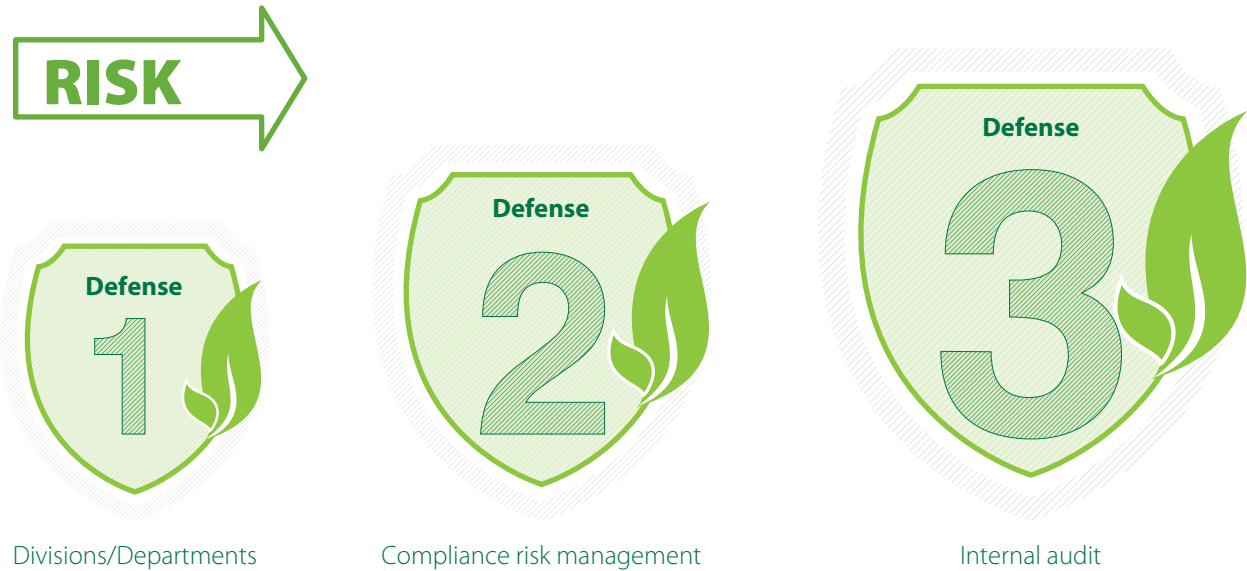 RISK
Defense
1
Divisions/Departments
Defense
2
Compliance risk management
Defense
3
Internal audit